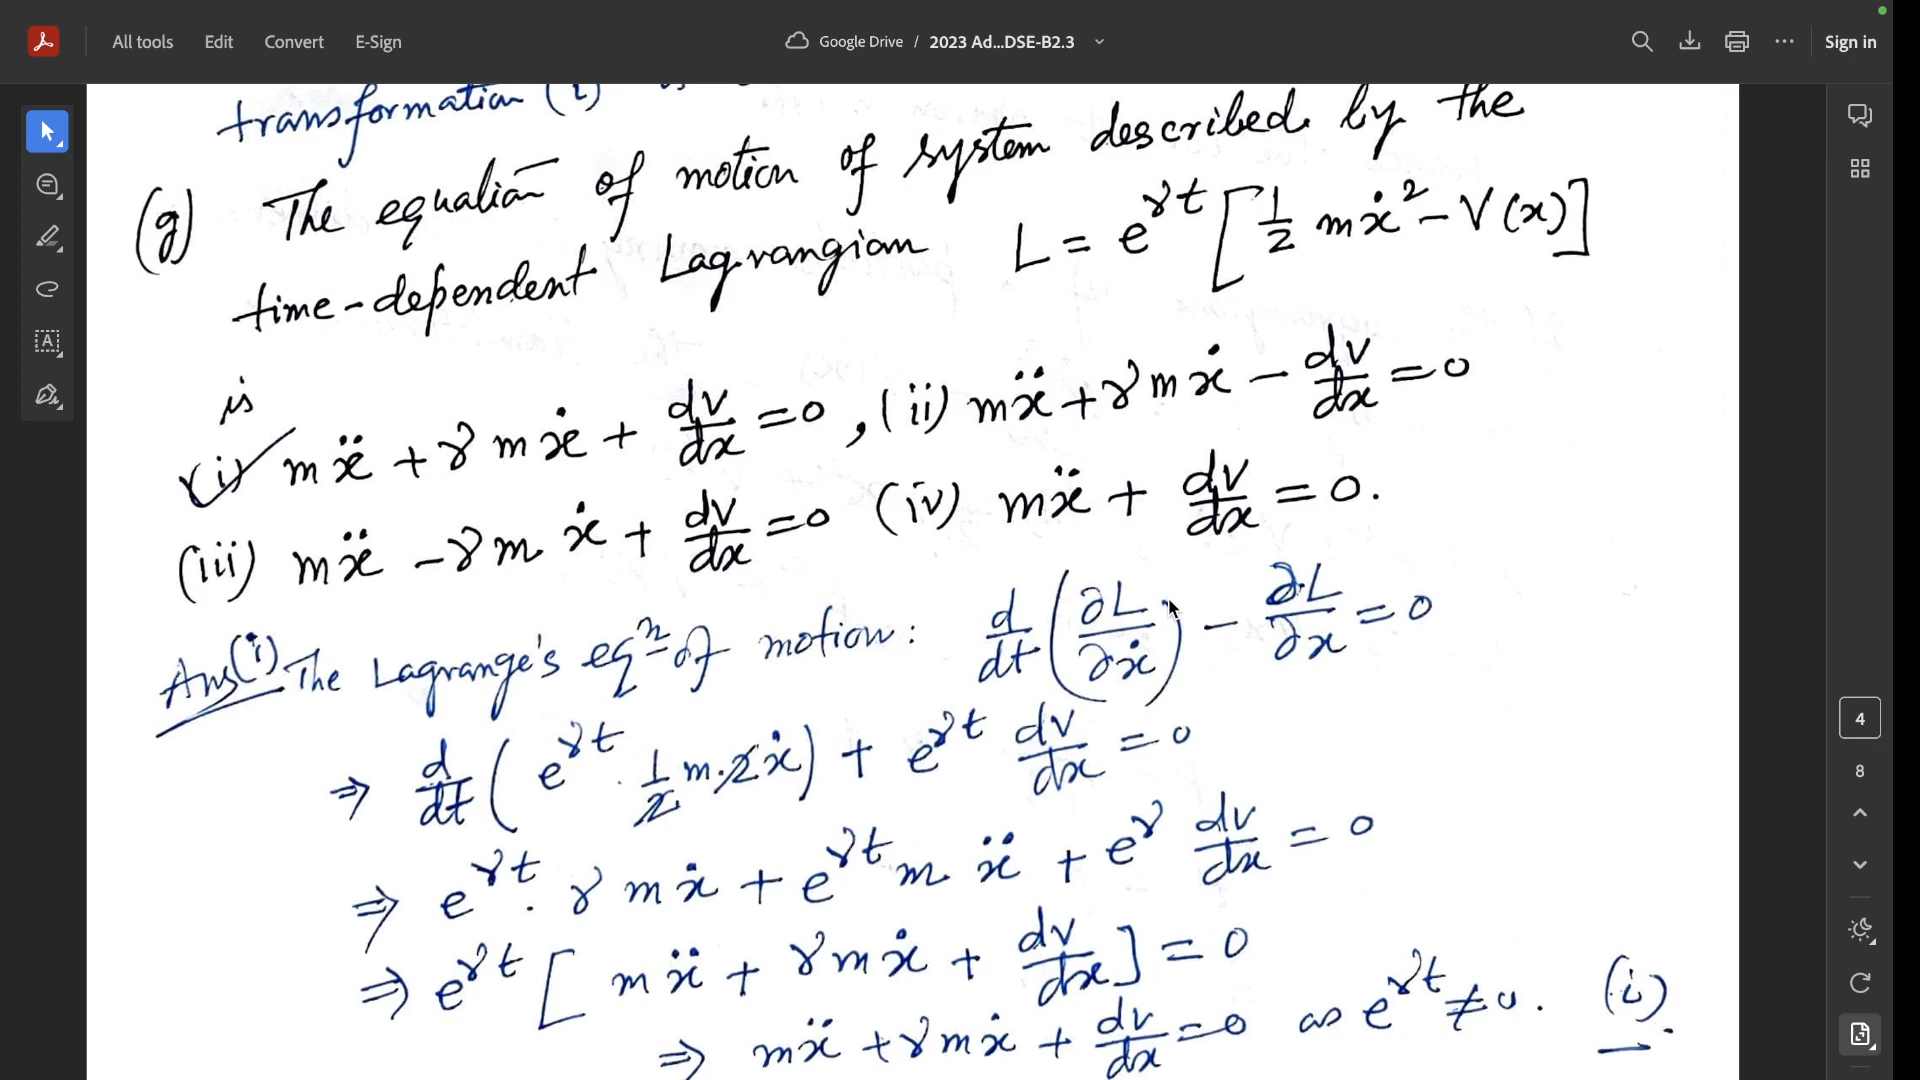 All tools Edit Convert E-Sign Google Drive / 2023 Ad...DSE-B2.3 Sign in
transformation (i)
(g) The equation of motion of system described by the
time-dependent Lagrangian L = e^{γt} [½ mẋ² − V(x)]
is
(i) mẍ + γmẋ + dV/dx = 0, (ii) mẍ + γmẋ − dV/dx = 0
(iii) mẍ − γmẋ + dV/dx = 0 (iv) mẍ + dV/dx = 0.
Ans (i) The Lagrange's eqⁿ of motion: d/dt (∂L/∂ẋ) − ∂L/∂x = 0
⇒ d/dt (e^{γt} · ½ m · 2ẋ) + e^{γt} dV/dx = 0
⇒ e^{γt} · γmẋ + e^{γt} mẍ + e^{γ} dV/dx = 0
⇒ e^{γt} [mẍ + γmẋ + dV/dx] = 0
⇒ mẍ + γmẋ + dV/dx = 0 as e^{γt} ≠ 0. (i)
4
8